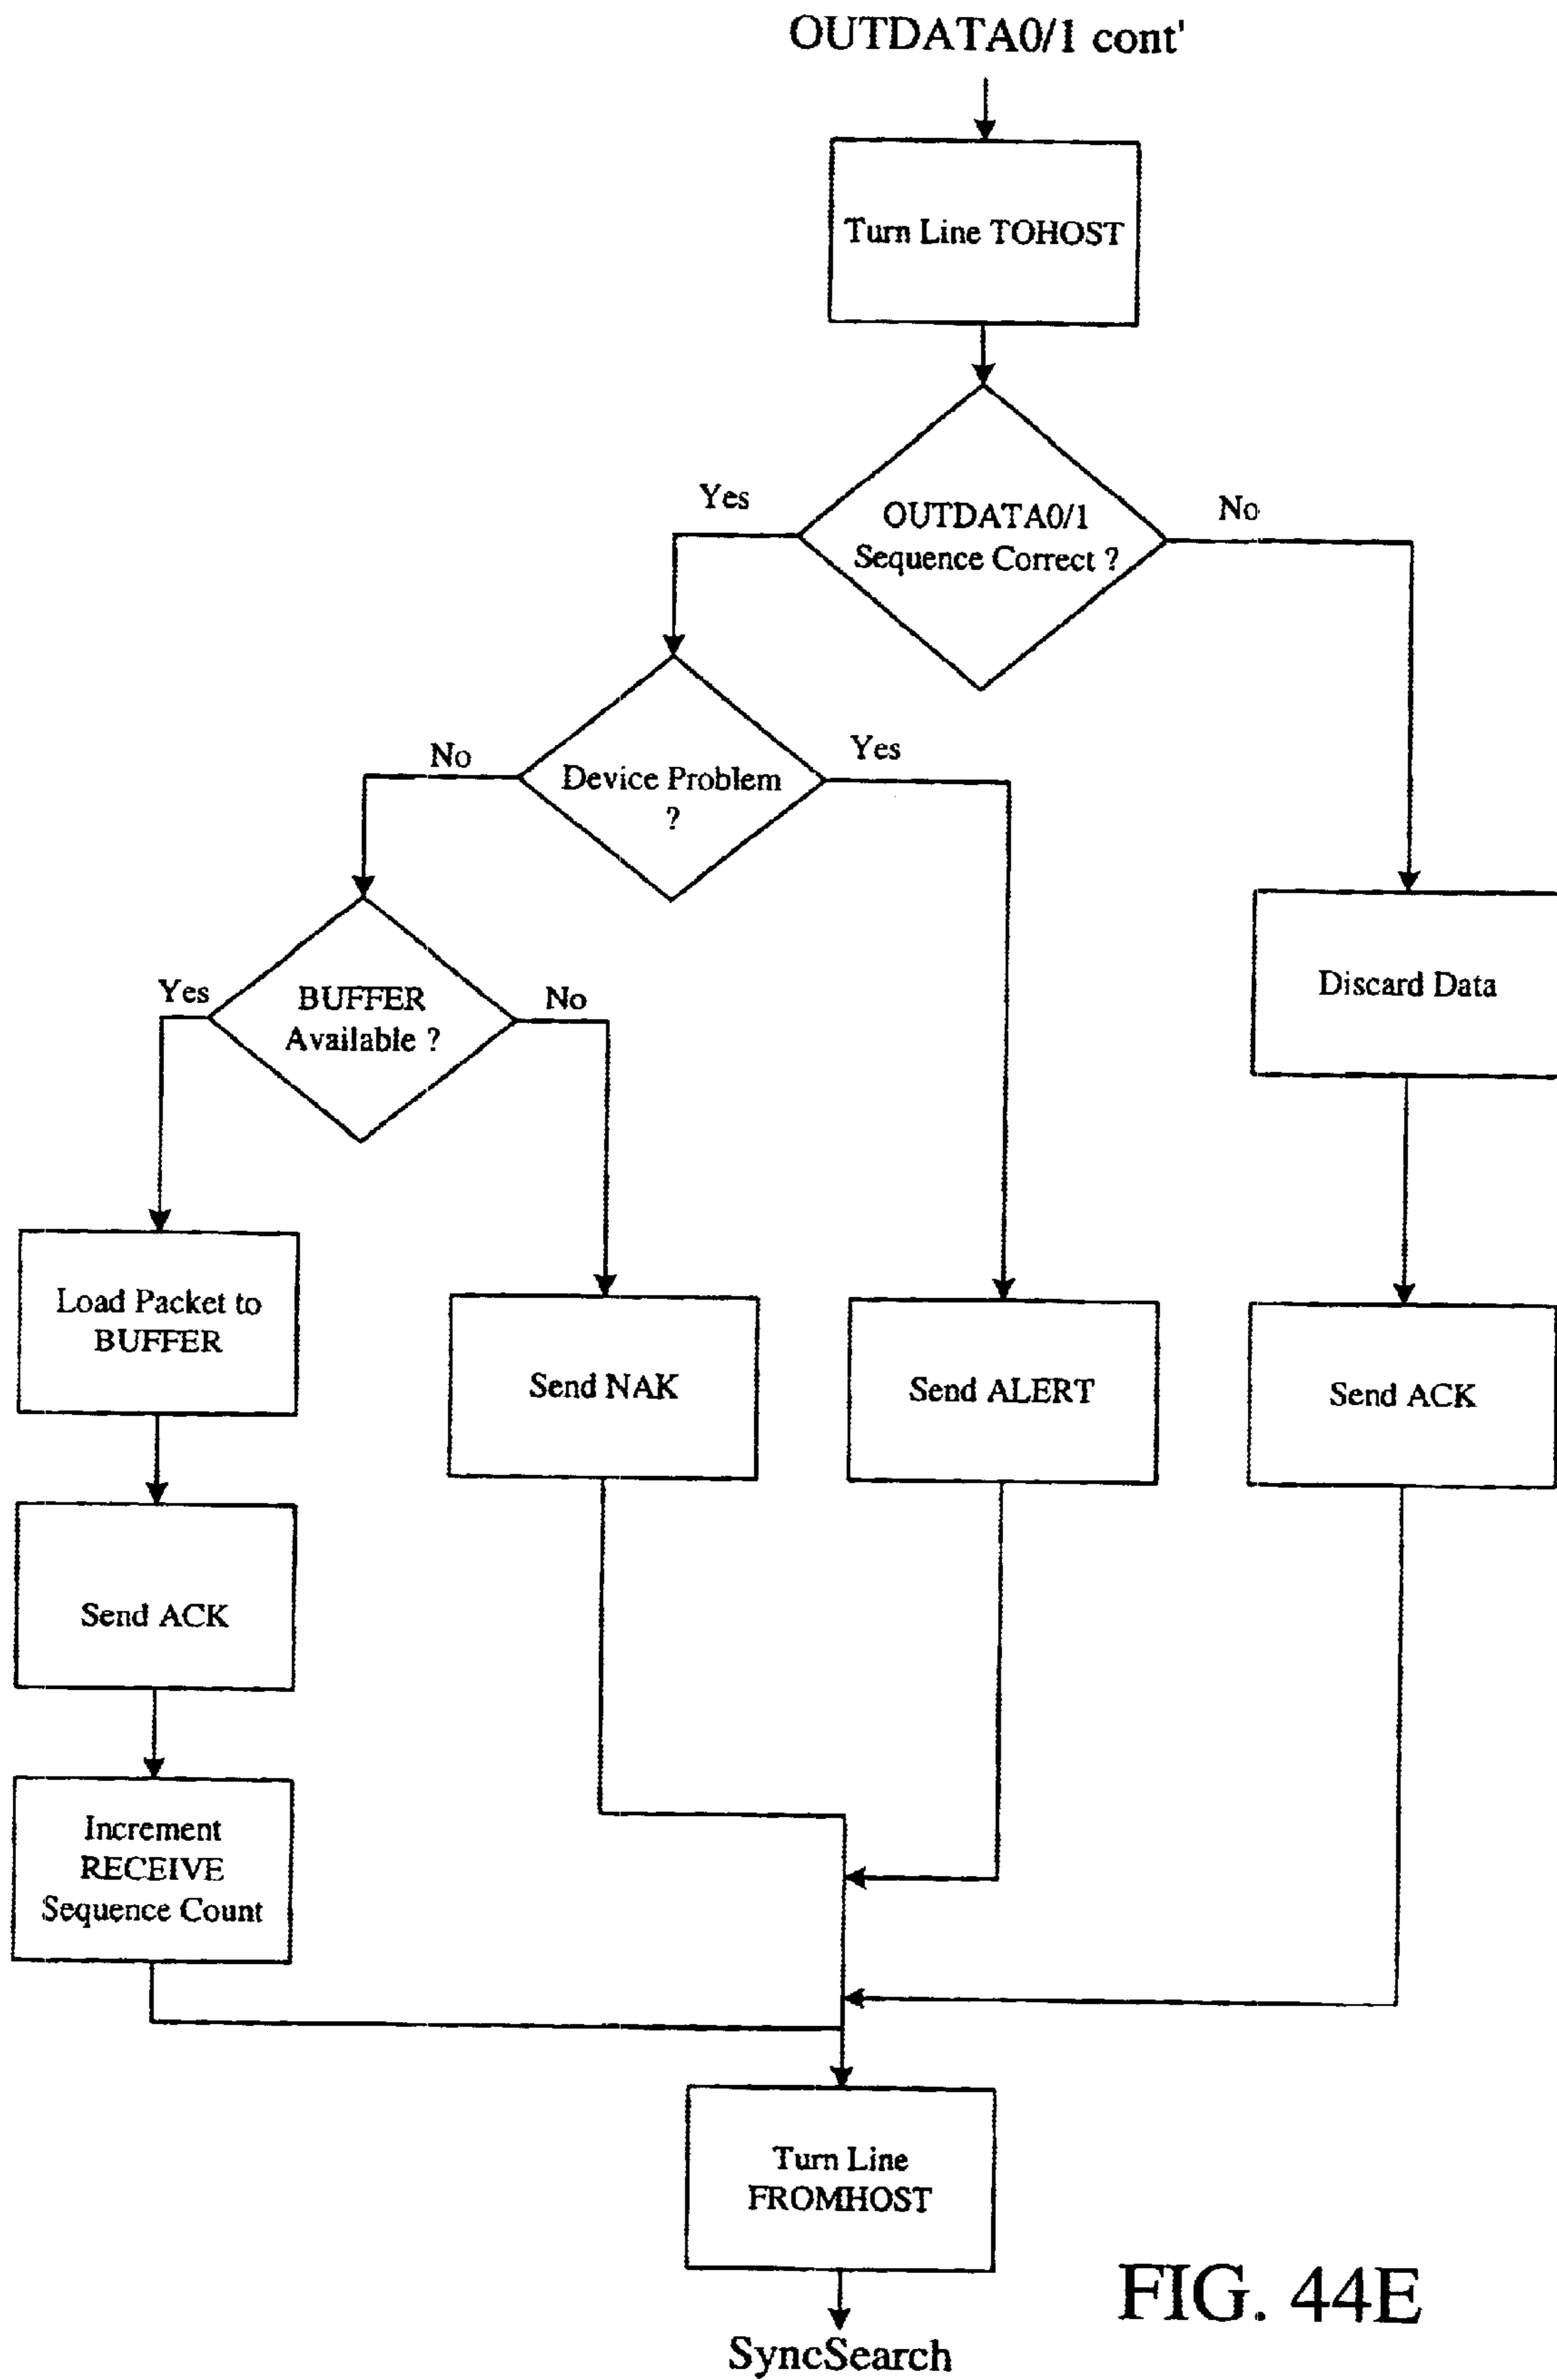 OUTDATA0/1 cont'
Turn Line TOHOST
OUTDATA0/1
Sequence Correct ?
Yes
No
Device Problem
?
No
Yes
BUFFER
Available ?
Yes
No
Discard Data
Load Packet to
BUFFER
Send NAK
Send ALERT
Send ACK
Send ACK
Increment
RECEIVE
Sequence Count
Turn Line
FROMHOST
SyncSearch
FIG. 44E